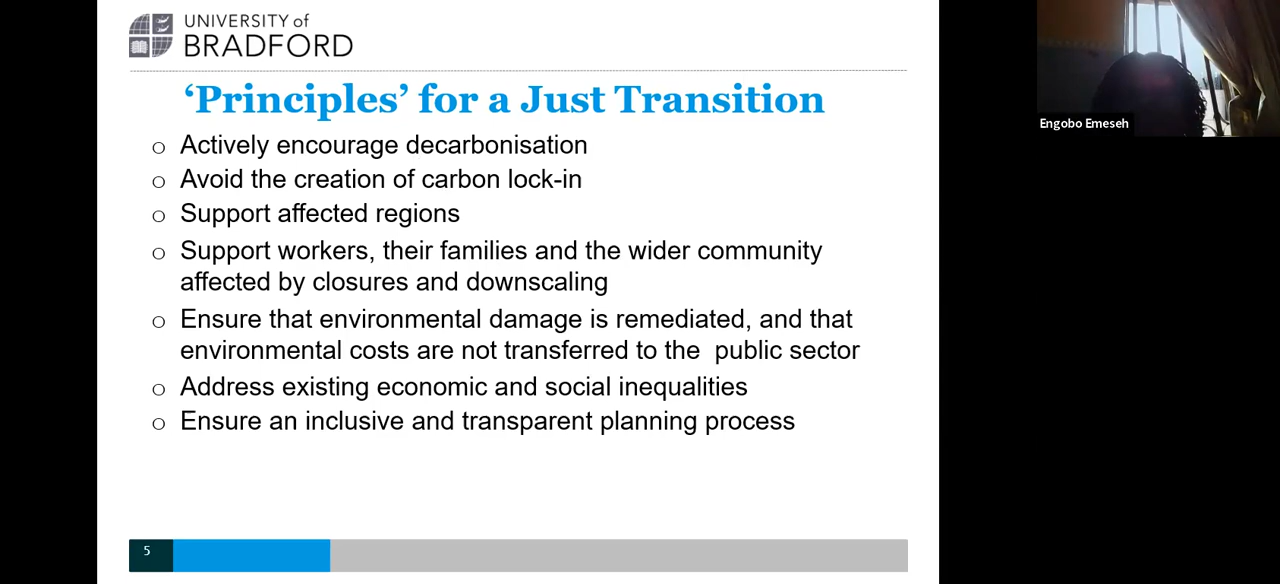 UNIVERSITY of
BRADFORD
‘Principles’ for a Just Transition
Actively encourage decarbonisation
Avoid the creation of carbon lock-in
Support affected regions
Support workers, their families and the wider community
affected by closures and downscaling
Ensure that environmental damage is remediated, and that
environmental costs are not transferred to the  public sector
Address existing economic and social inequalities
Ensure an inclusive and transparent planning process
5
Engobo Emeseh